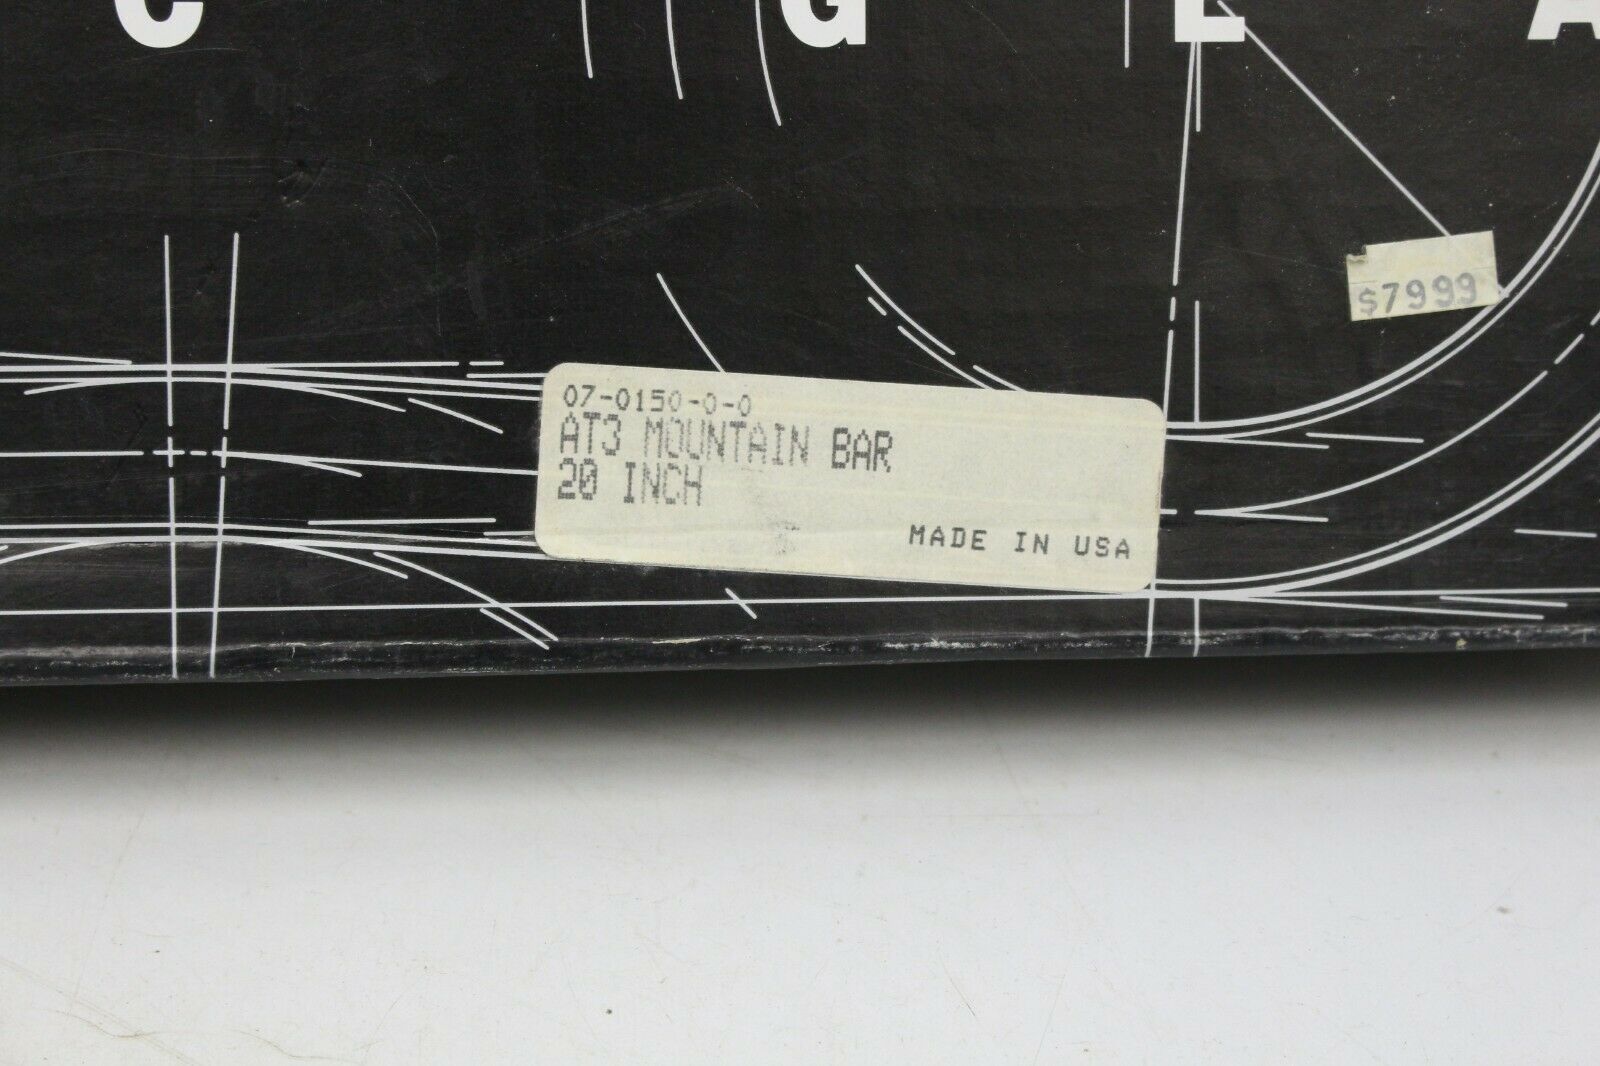 C G L A
$7999
07-0150-0-0
AT3 MOUNTAIN BAR
20 INCH
MADE IN USA